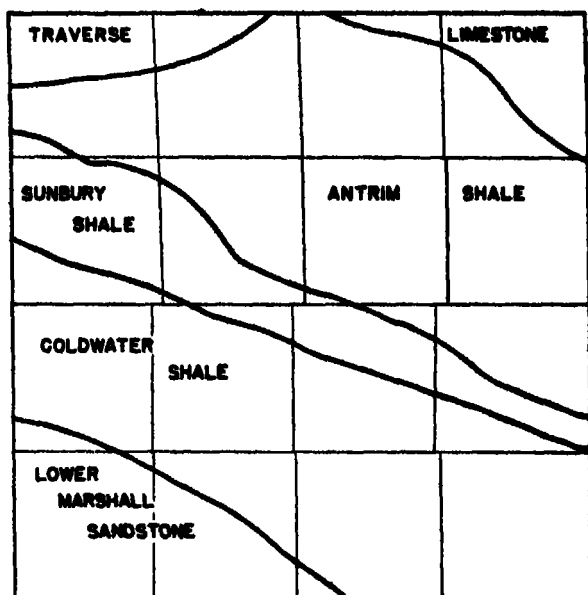 TRAVERSE LIMESTONE
SUNBURY ANTRIM SHALE
SHALE
COLDWATER
SHALE
LOWER
MARSHALL
SANDSTONE